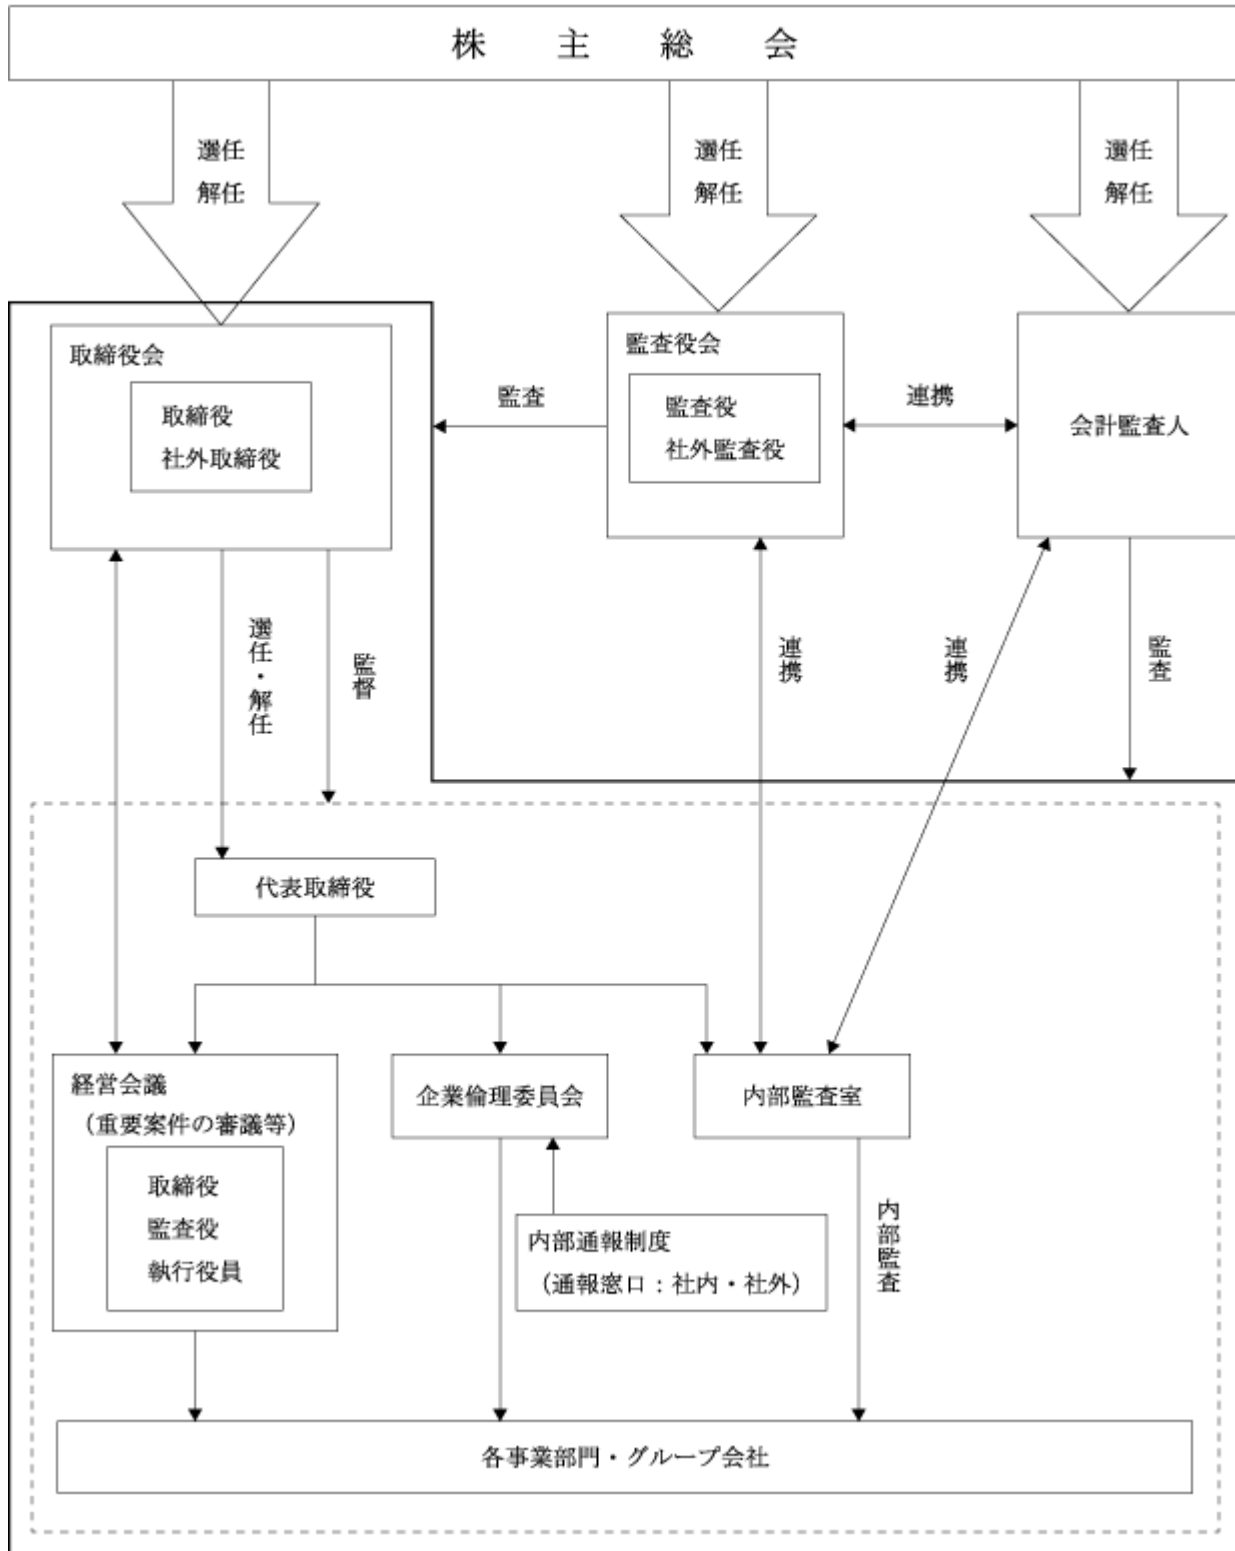 株主総会
選任
解任
選任
解任
選任
解任
取締役会
取締役
社外取締役
監査
監査役会
監査役
社外監査役
連携
会計監査人
選任・解任
監督
連携
連携
監査
代表取締役
経営会議
（重要案件の審議等）
取締役
監査役
執行役員
企業倫理委員会
内部監査室
内部通報制度
（通報窓口：社内・社外）
内部監査
各事業部門・グループ会社